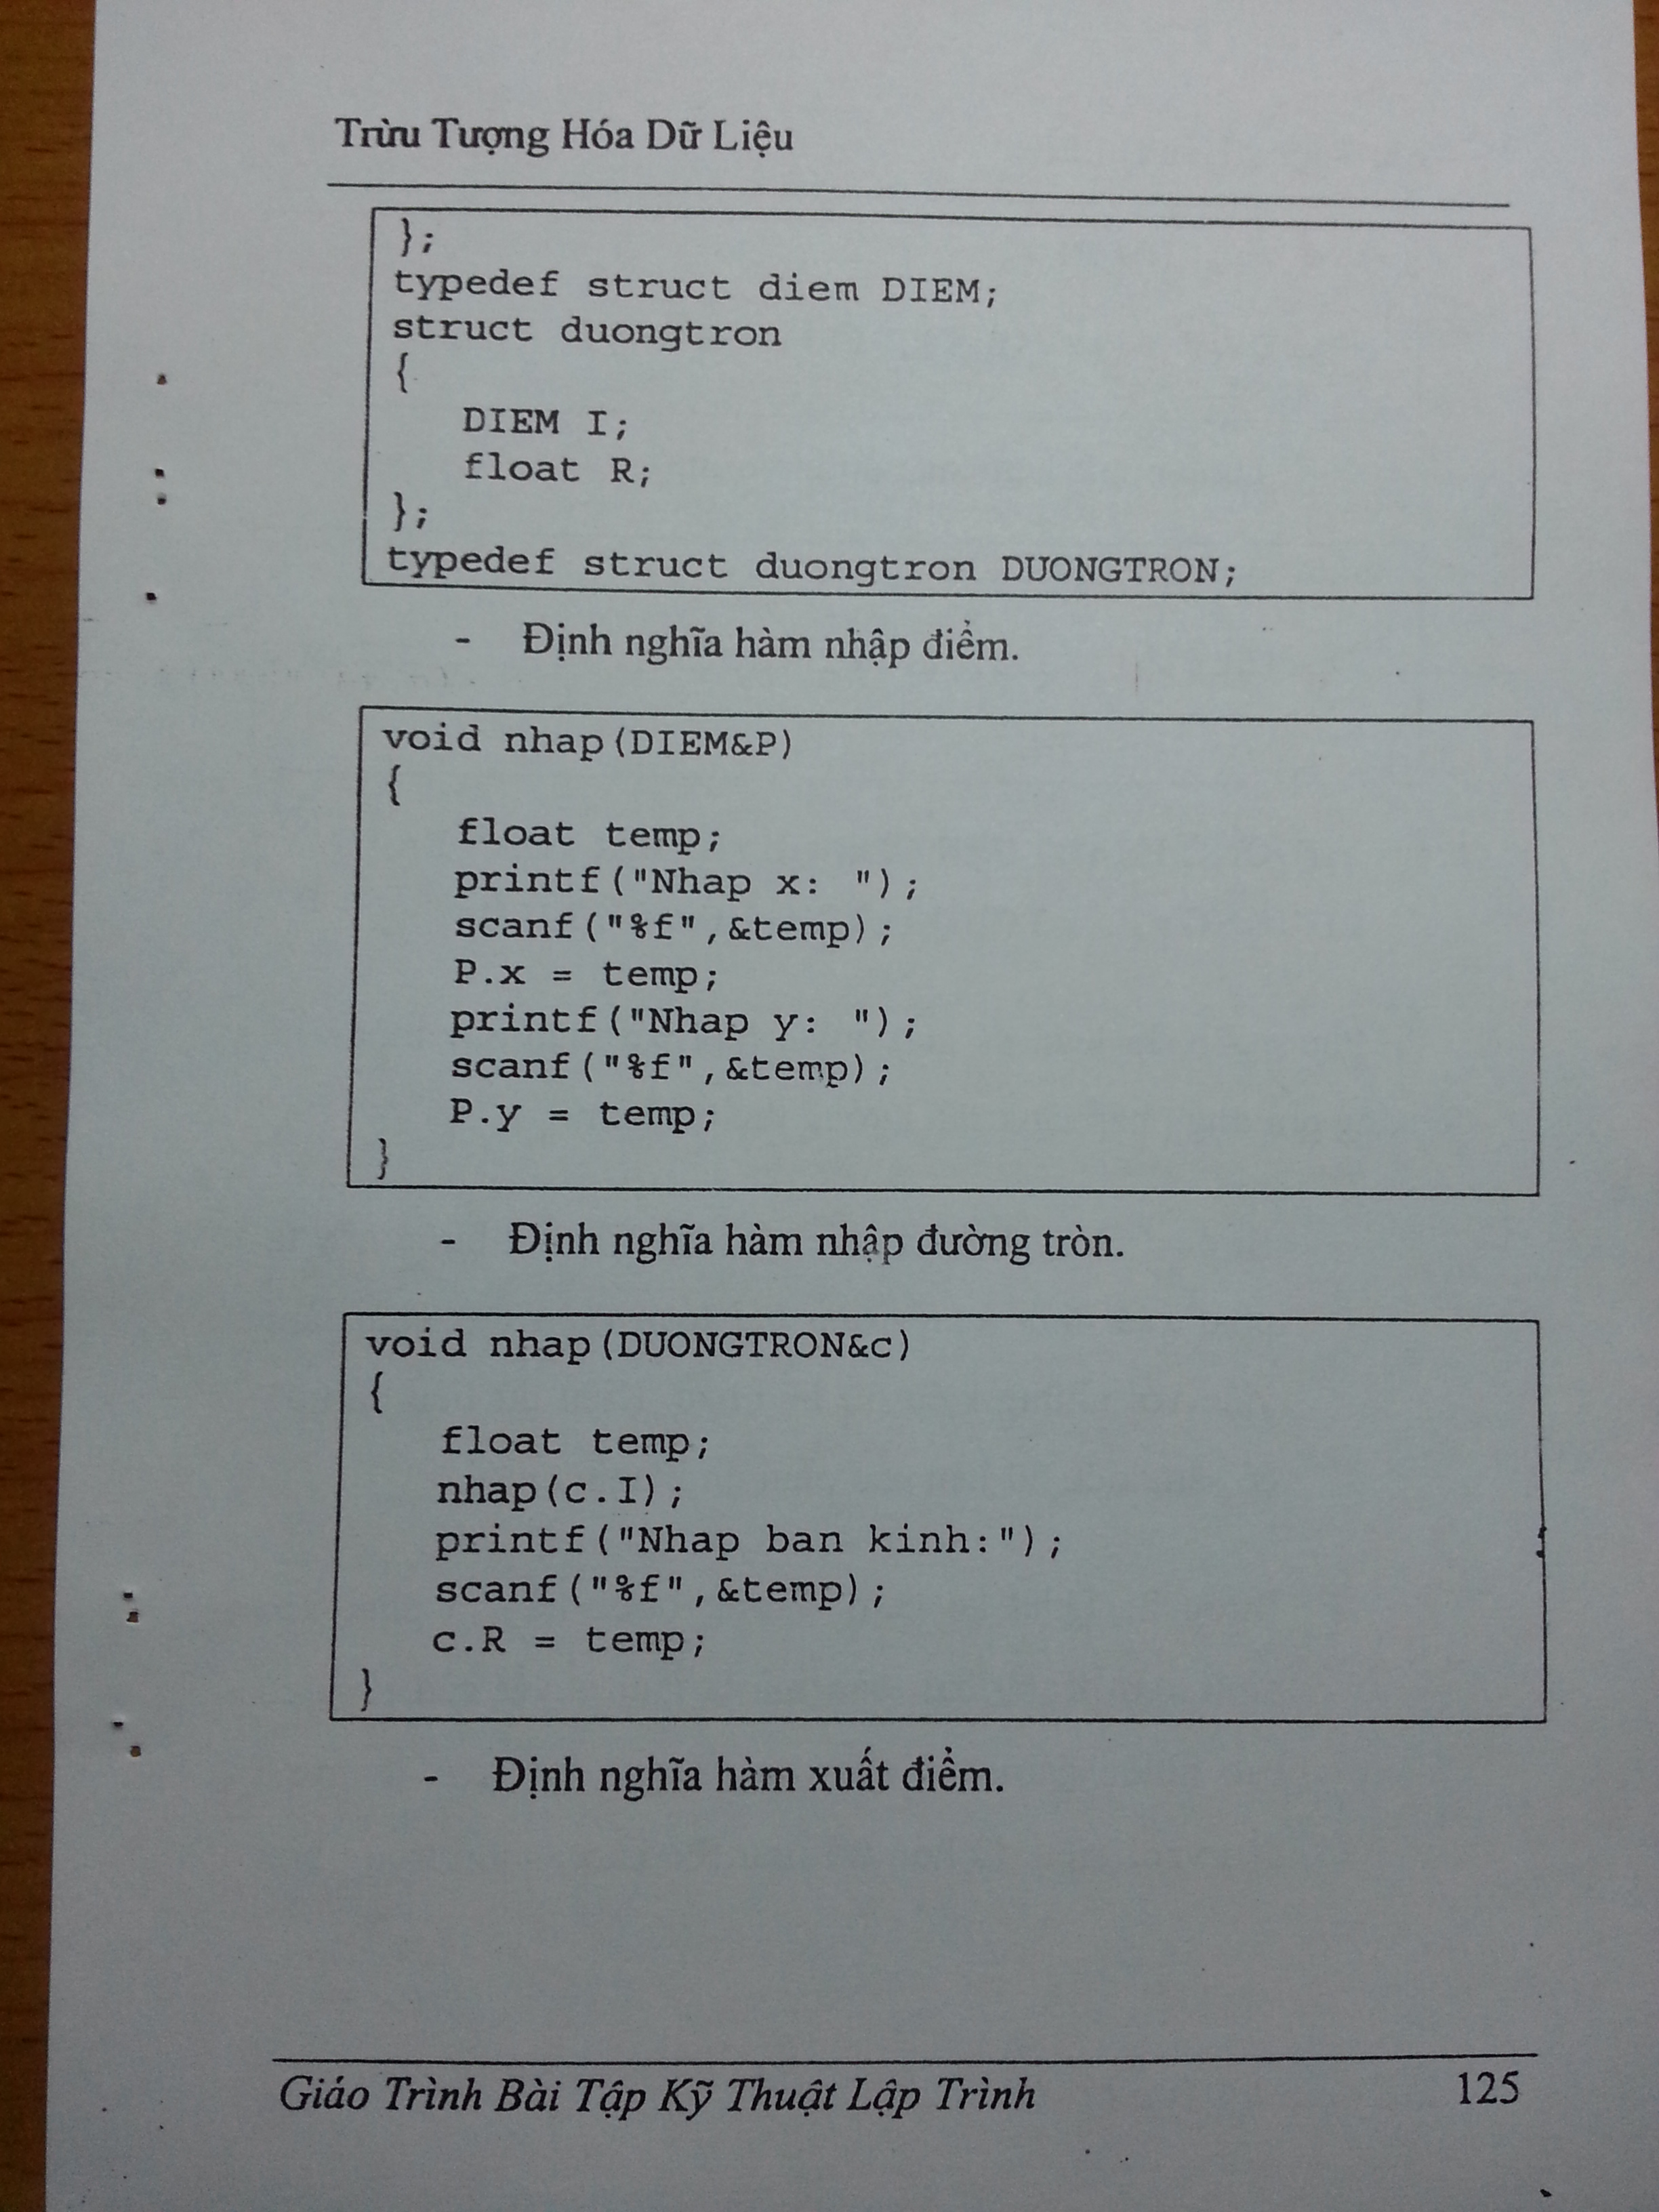 Trừu Tượng Hóa Dữ Liệu
};
typedef struct diem DIEM;
struct duongtron
{
DIEM I;
float R;
};
typedef struct duongtron DUONGTRON;
- Định nghĩa hàm nhập điểm.
void nhap(DIEM&P)
{
float temp;
printf("Nhap x: ");
scanf("%f",&temp);
P.x = temp;
printf("Nhap y: ");
scanf("%f",&temp);
P.y = temp;
}
- Định nghĩa hàm nhập đường tròn.
void nhap(DUONGTRON&c)
{
float temp;
nhap(c.I);
printf("Nhap ban kinh:");
scanf("%f",&temp);
c.R = temp;
}
- Định nghĩa hàm xuất điểm.
Giáo Trình Bài Tập Kỹ Thuật Lập Trình 125